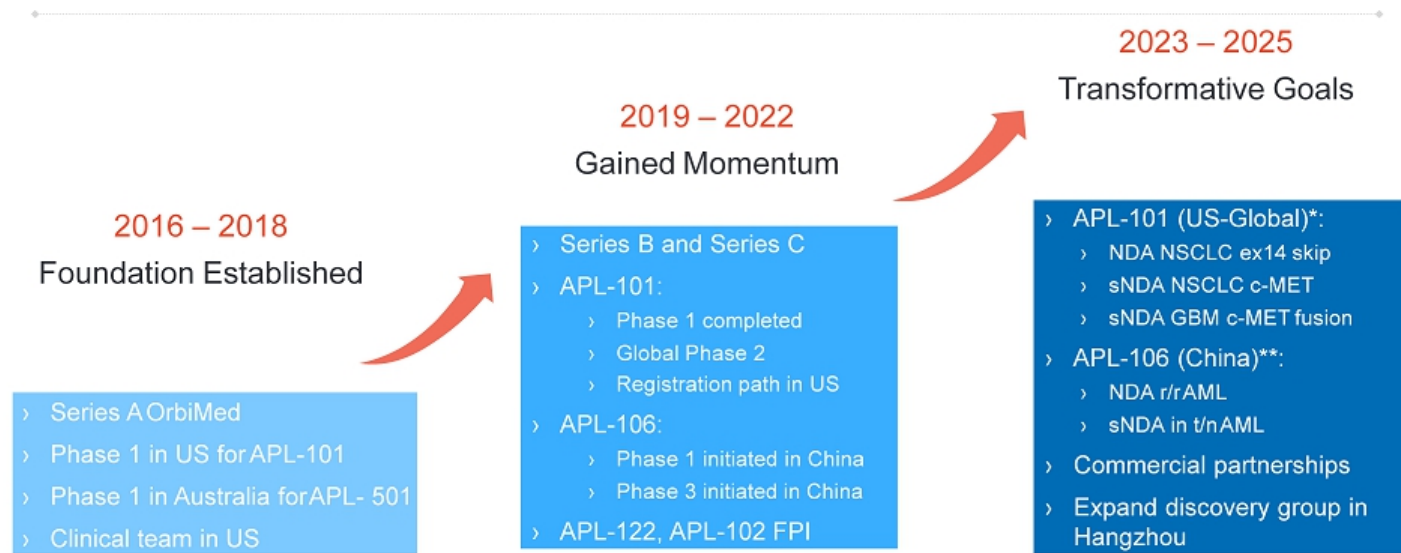 2016 – 2018
Foundation Established
› Series A OrbiMed
› Phase 1 in US for APL-101
› Phase 1 in Australia for APL- 501
› Clinical team in US
2019 – 2022
Gained Momentum
› Series B and Series C
› APL-101:
› Phase 1 completed
› Global Phase 2
› Registration path in US
› APL-106:
› Phase 1 initiated in China
› Phase 3 initiated in China
› APL-122, APL-102 FPI
2023 – 2025
Transformative Goals
› APL-101 (US-Global)*:
› NDA NSCLC ex14 skip
› sNDA NSCLC c-MET
› sNDA GBM c-MET fusion
› APL-106 (China)**:
› NDA r/r AML
› sNDA in t/n AML
› Commercial partnerships
› Expand discovery group in
Hangzhou